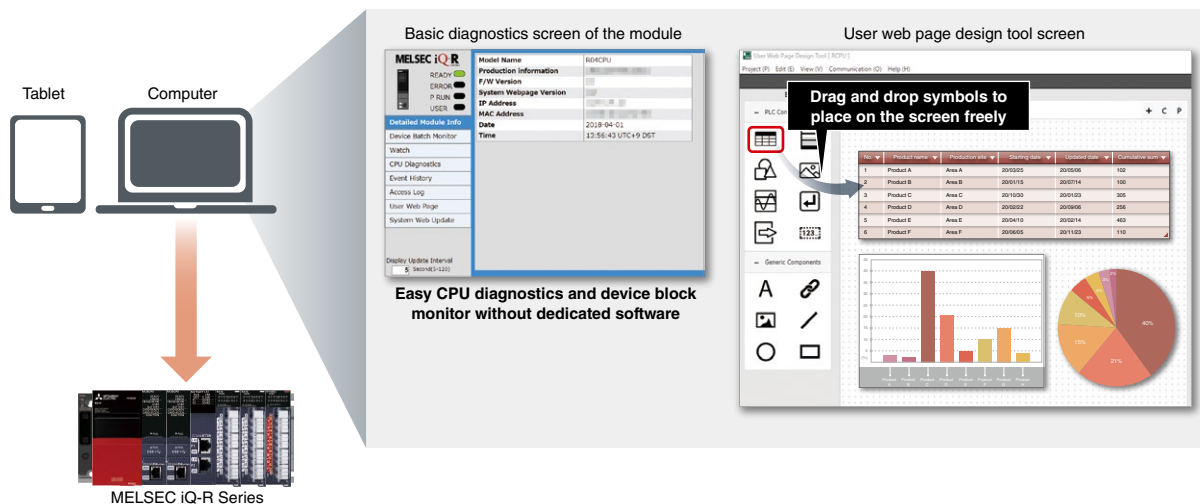 Basic diagnostics screen of the module
User web page design tool screen
Tablet
Computer
MELSEC iQ-R
READY
ERROR
P RUN
USER
Detailed Module Info
Device Batch Monitor
Watch
CPU Diagnostics
Event History
Access Log
User Web Page
System Web Update
Display Update Interval
5 Second(5-120)
Model Name R04CPU
Production information
F/W Version
System Webpage Version
IP Address
MAC Address
Date 2018-04-01
Time 13:56:43 UTC+9 DST
Easy CPU diagnostics and device block
monitor without dedicated software
User Web Page Design Tool [ RCPU ]
Project (P) Edit (E) View (V) Communication (O) Help (H)
Drag and drop symbols to
place on the screen freely
+ C P
– PLC Con
123...
– Generic Components
A
No. Product name Production site Starting date Updated date Cumulative sum
1 Product A Area A 20/03/25 20/05/06 102
2 Product B Area B 20/01/15 20/07/14 100
3 Product C Area C 20/10/30 20/01/23 305
4 Product D Area D 20/02/22 20/09/06 256
5 Product E Area E 20/04/10 20/02/14 463
6 Product F Area F 20/06/05 20/11/23 110
40%
21%
15%
10%
MITSUBISHI
ELECTRIC
MELSEC iQ-R Series